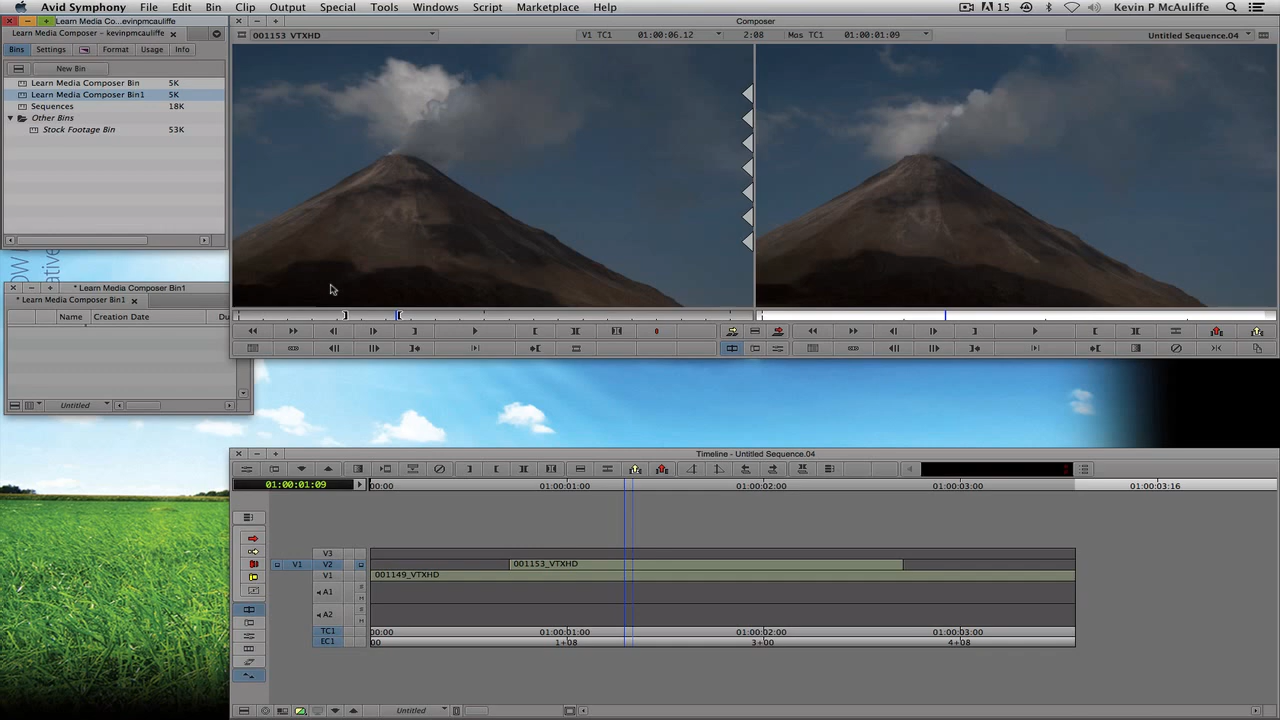 Avid Symphony File Edit Bin Clip Output Special Tools Windows Script Marketplace Help 15 Kevin P McAuliffe
Learn Media Co...evinpmcauliffe
Learn Media Composer - kevinpmcauliffe
Bins Settings Format Usage Info
New Bin
Learn Media Composer Bin 5K
Learn Media Composer Bin1 5K
Sequences 18K
Other Bins
Stock Footage Bin 53K
Composer
001153_VTXHD V1 TC1 01:00:06.12 2:08 Mos TC1 01:00:01:09 Untitled Sequence.04
* Learn Media Composer Bin1
* Learn Media Composer Bin1
Name Creation Date Du
Untitled
Timeline - Untitled Sequence.04
01:00:01:09 00:00 01:00:01:00 01:00:02:00 01:00:03:00 01:00:03:16
V3
V1 V2 001153_VTXHD
V1 001149_VTXHD
A1
A2
TC1 00:00 01:00:01:00 01:00:02:00 01:00:03:00
EC1 00 1+08 3+00 4+08
Untitled